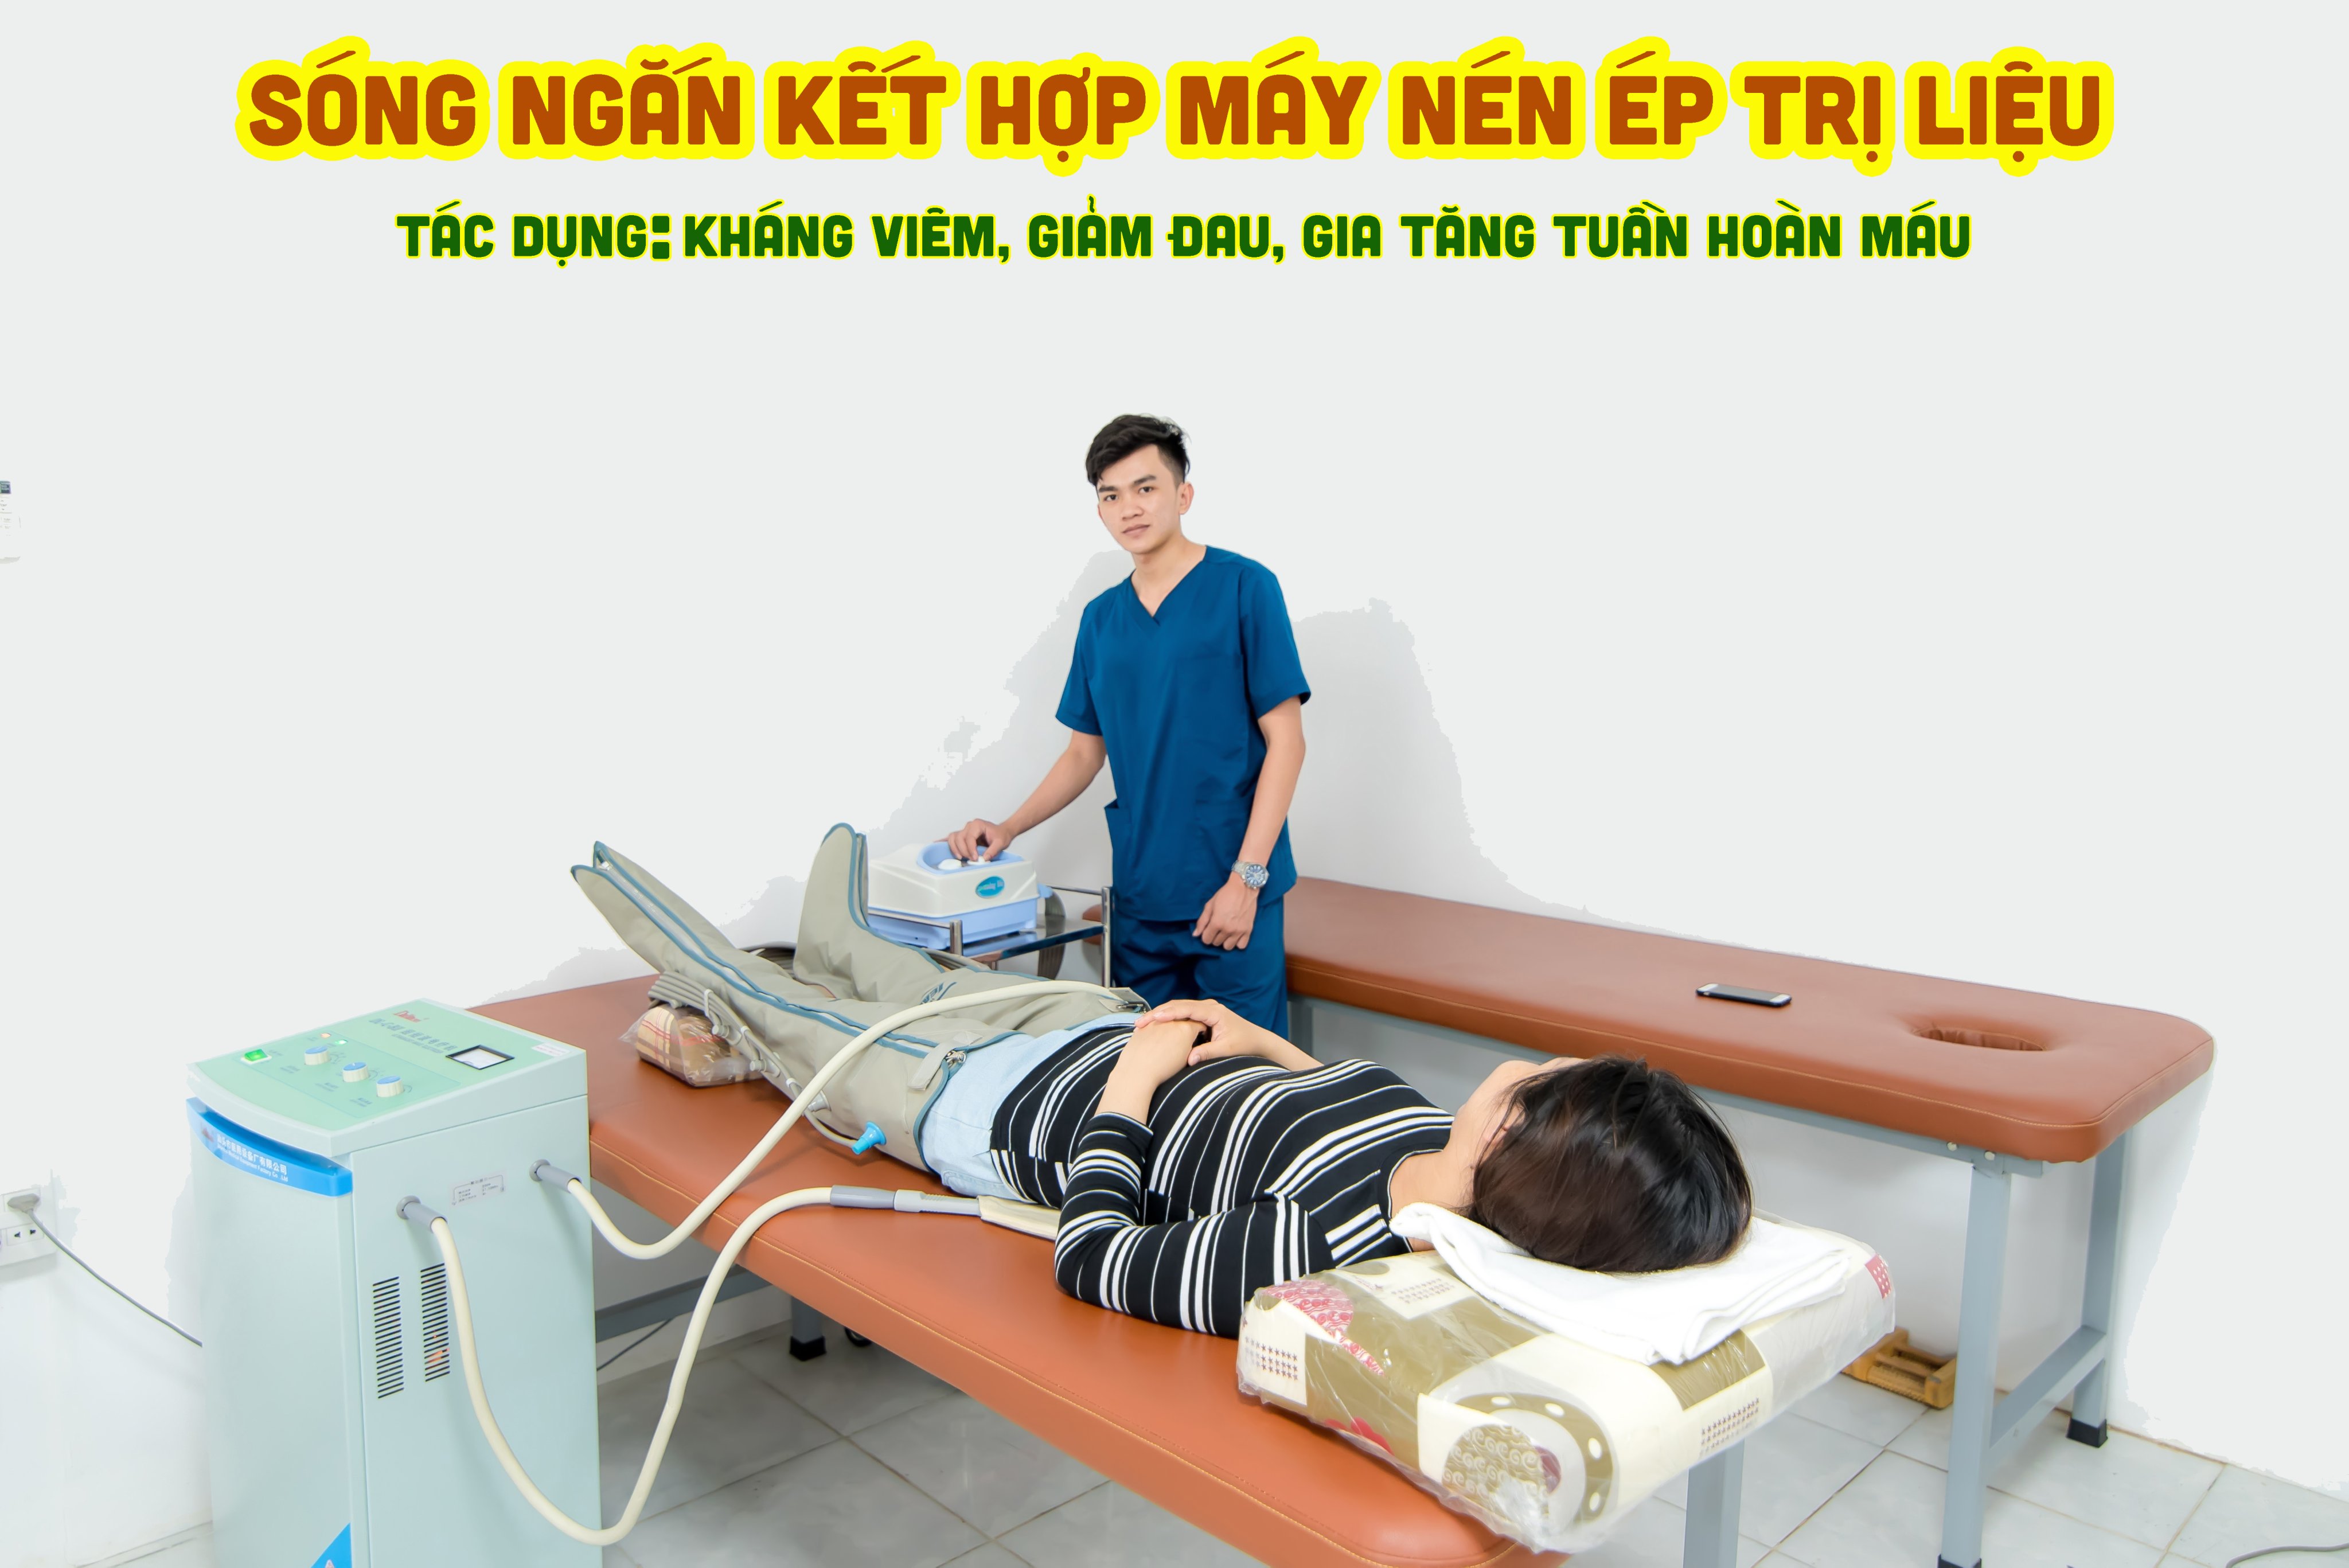 SÓNG NGẮN KẾT HỢP MÁY NÉN ÉP TRỊ LIỆU
TÁC DỤNG: KHÁNG VIÊM, GIẢM ĐAU, GIA TĂNG TUẦN HOÀN MÁU